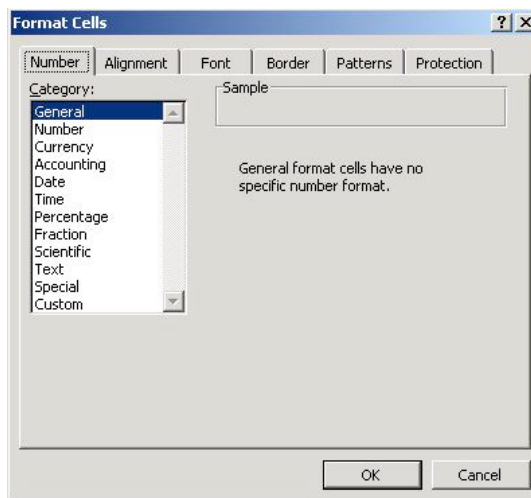 Format Cells
Number Alignment Font Border Patterns Protection
Category:
General
Number
Currency
Accounting
Date
Time
Percentage
Fraction
Scientific
Text
Special
Custom
Sample
General format cells have no
specific number format.
OK Cancel